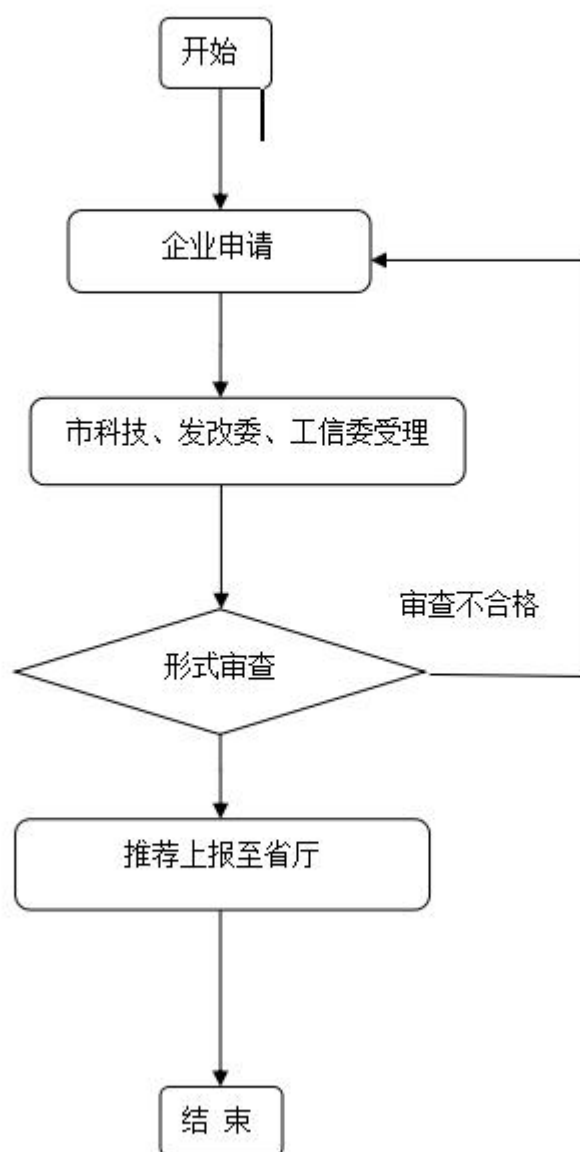 开始
企业申请
市科技、发改委、工信委受理
审查不合格
形式审查
推荐上报至省厅
结 束